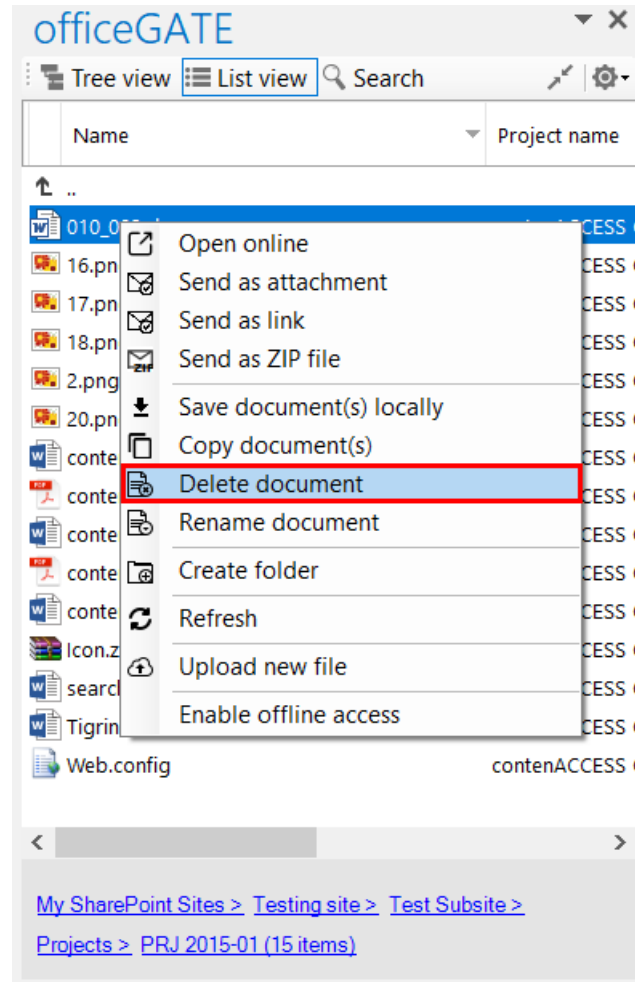 officeGATE
Tree view List view Search
Name Project name
..
16.pn
17.pn
18.pn
2.png
20.pn
conte
conte
conte
conte
conte
Icon.z
Tigrin
Open online
Send as attachment
Send as link
ZIP Send as ZIP file
Save document(s) locally
Copy document(s)
Delete document
Rename document
Create folder
Refresh
Upload new file
Enable offline access
Web.config contenACCESS
My SharePoint Sites > Testing site > Test Subsite >
Projects > PRJ 2015-01 (15 items)